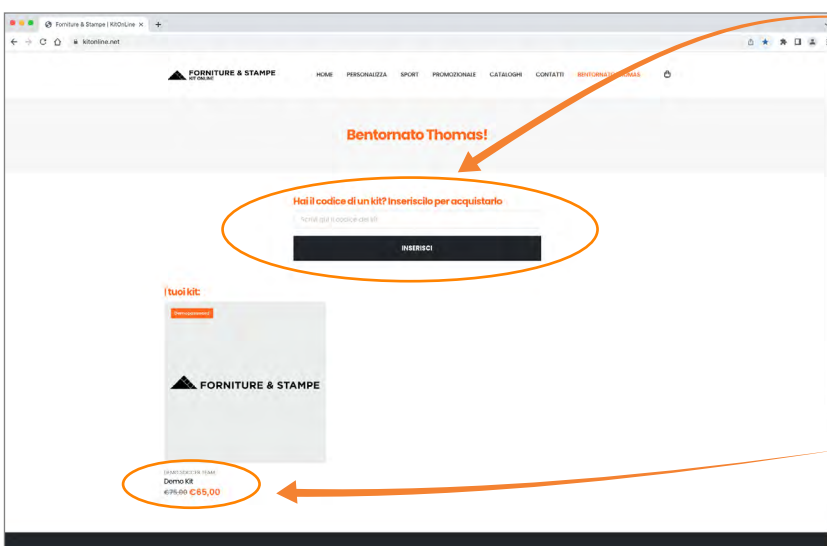 Forniture & Stampe | KitOnLine
kitonline.net
FORNITURE & STAMPE
KIT ONLINE
HOME PERSONALIZZA SPORT PROMOZIONALE CATALOGHI CONTATTI BENTORNATO THOMAS
Bentornato Thomas!
Hai il codice di un kit? Inseriscilo per acquistarlo
Scrivi qui il codice del kit
INSERISCI
I tuoi kit:
FORNITURE & STAMPE
DEMO SOCCER TEAM
Demo Kit
€75,00 €65,00